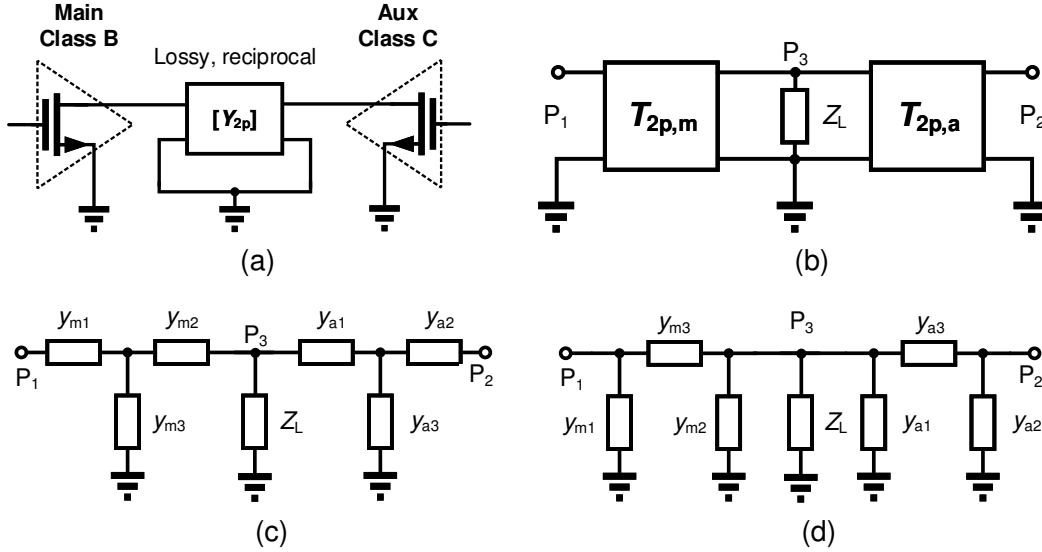 Main
Class B
Aux
Class C
Lossy, reciprocal
[Y2p]
(a)
P3
P1
T2p,m
ZL
T2p,a
P2
(b)
ym1
ym2
P3
ya1
ya2
P1
P2
ym3
ZL
ya3
(c)
ym3
P3
ya3
P1
P2
ym1
ym2
ZL
ya1
ya2
(d)